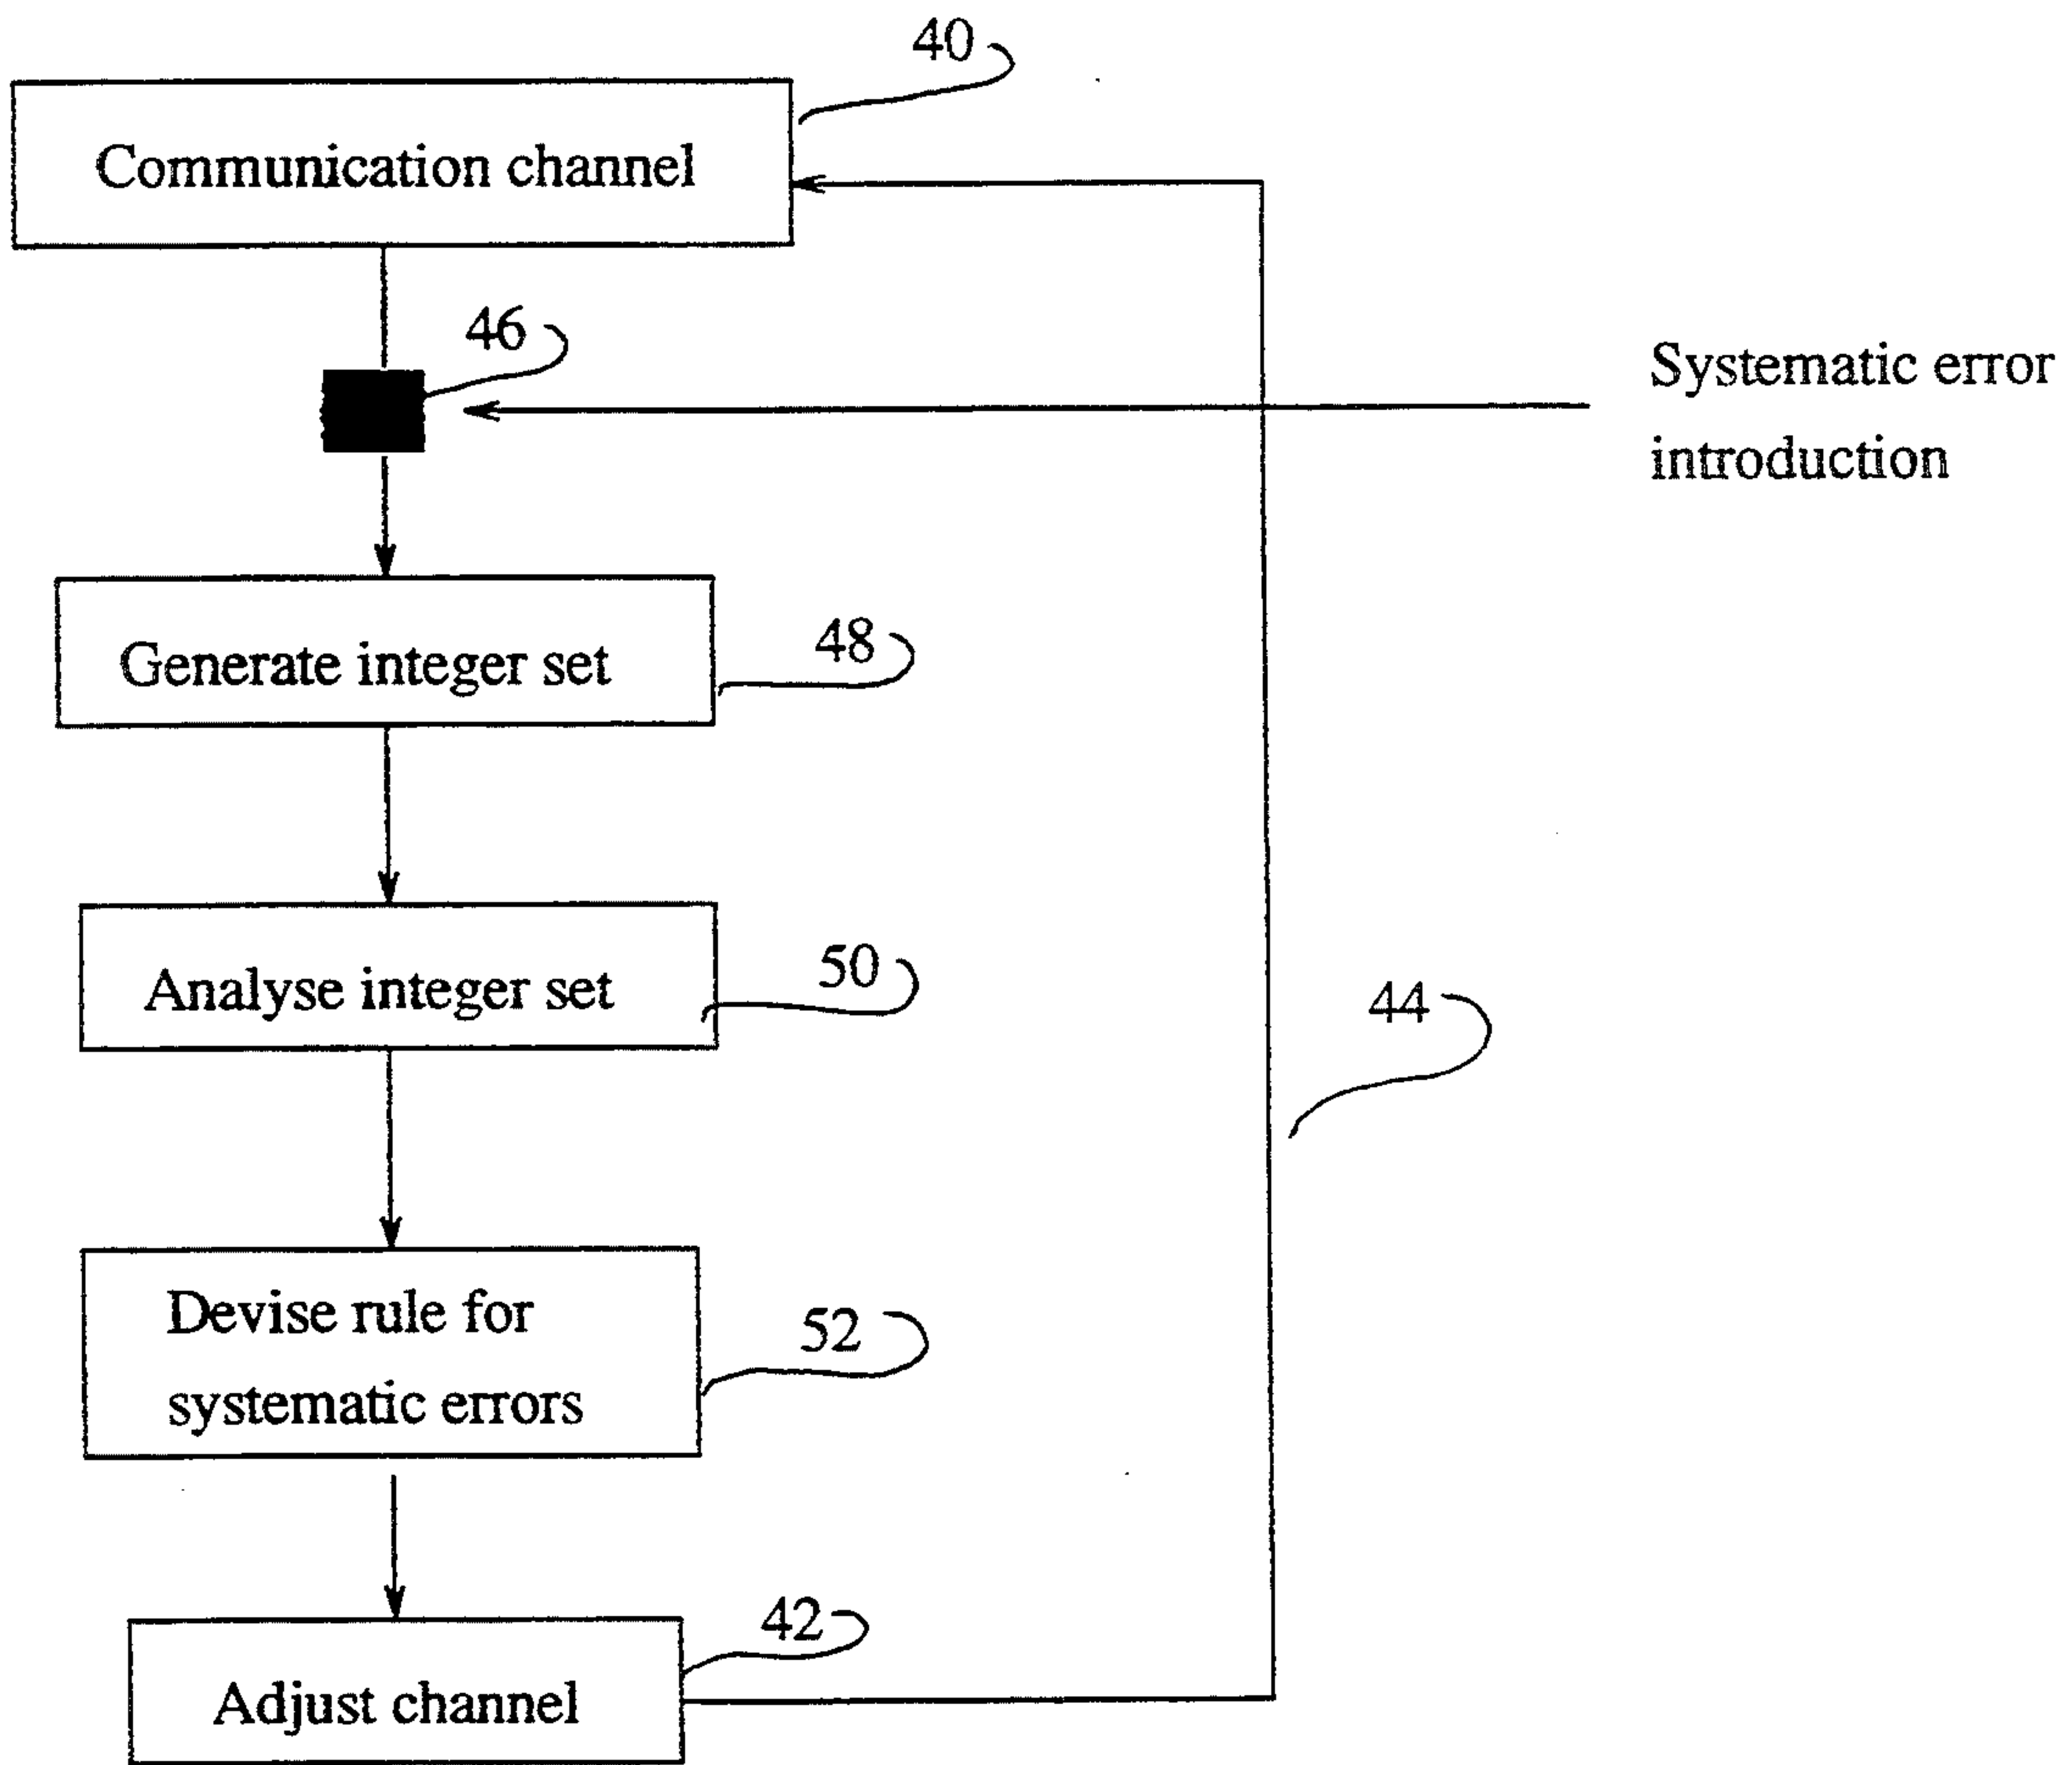 40
Communication channel
46
Systematic error
introduction
48
Generate integer set
50
Analyse integer set
44
52
Devise rule for
systematic errors
42
Adjust channel